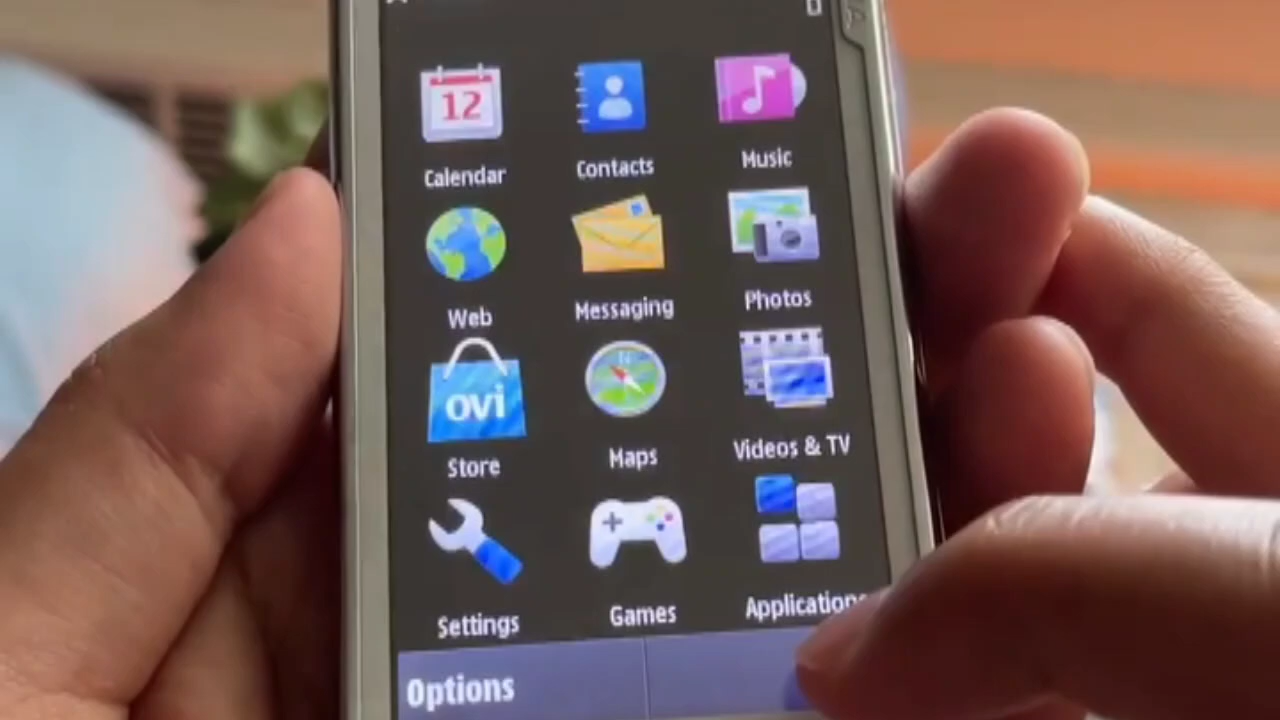 12
Calendar
Contacts
Music
Web
Messaging
Photos
ovi
Store
Maps
Videos & TV
Settings
Games
Applications
Options